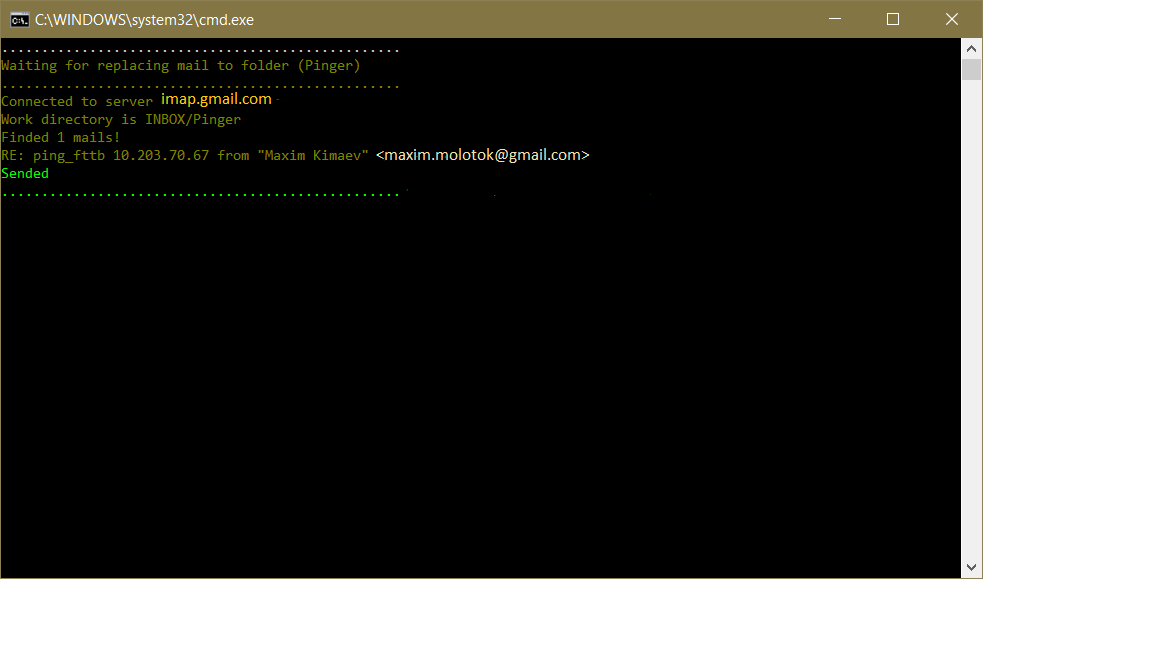 C:\WINDOWS\system32\cmd.exe
..................................................
Waiting for replacing mail to folder (Pinger)
..................................................
Connected to server imap.gmail.com
Work directory is INBOX/Pinger
Finded 1 mails!
RE: ping_fttb 10.203.70.67 from "Maxim Kimaev" <maxim.molotok@gmail.com>
Sended
..................................................